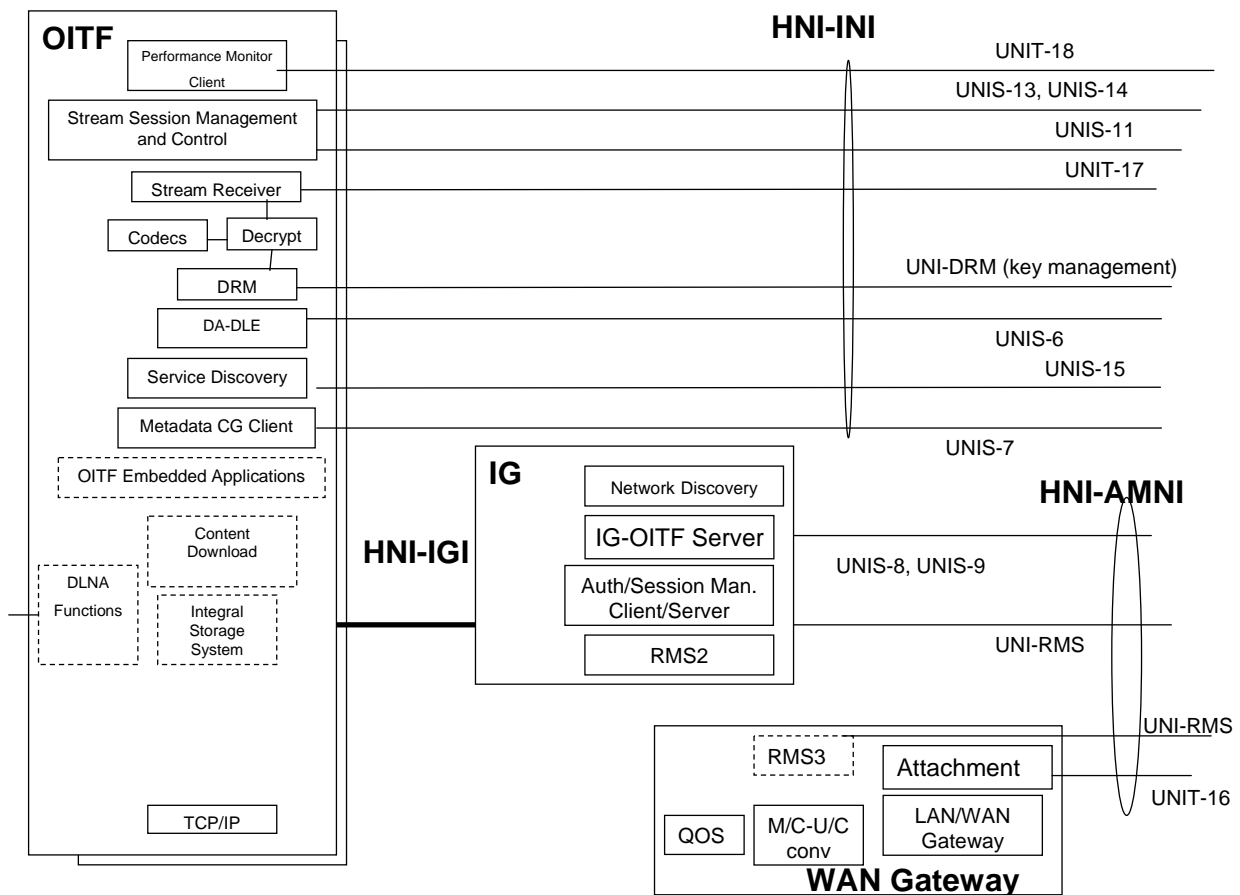 OITF
HNI-INI
Performance Monitor
Client
UNIT-18
UNIS-13, UNIS-14
Stream Session Management
and Control
UNIS-11
UNIT-17
Stream Receiver
Codecs
Decrypt
UNI-DRM (key management)
DRM
DA-DLE
UNIS-6
UNIS-15
Service Discovery
Metadata CG Client
UNIS-7
OITF Embedded Applications
IG
Network Discovery
HNI-AMNI
Content
Download
HNI-IGI
IG-OITF Server
UNIS-8, UNIS-9
DLNA
Functions
Auth/Session Man.
Client/Server
Integral
Storage
System
UNI-RMS
RMS2
UNI-RMS
RMS3
Attachment
UNIT-16
TCP/IP
QOS
M/C-U/C
conv
LAN/WAN
Gateway
WAN Gateway